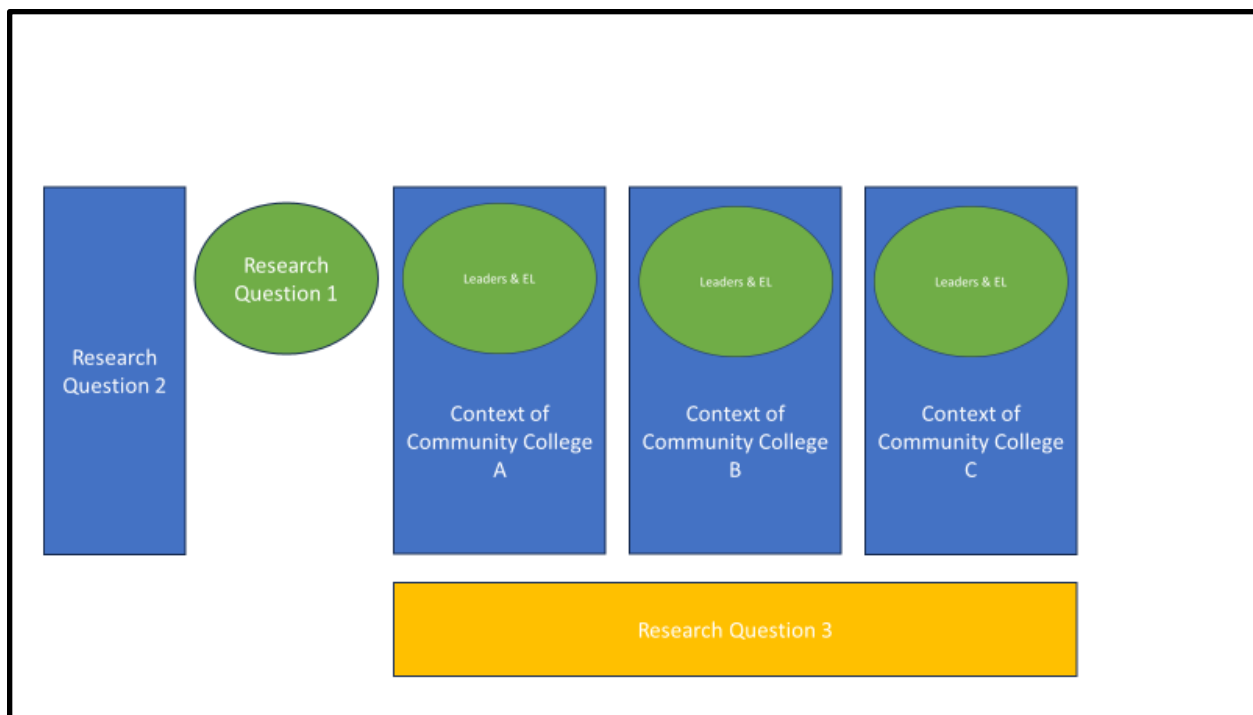 Research
Question 2
Research
Question 1
Leaders & EL
Context of
Community College
A
Leaders & EL
Context of
Community College
B
Leaders & EL
Context of
Community College
C
Research Question 3